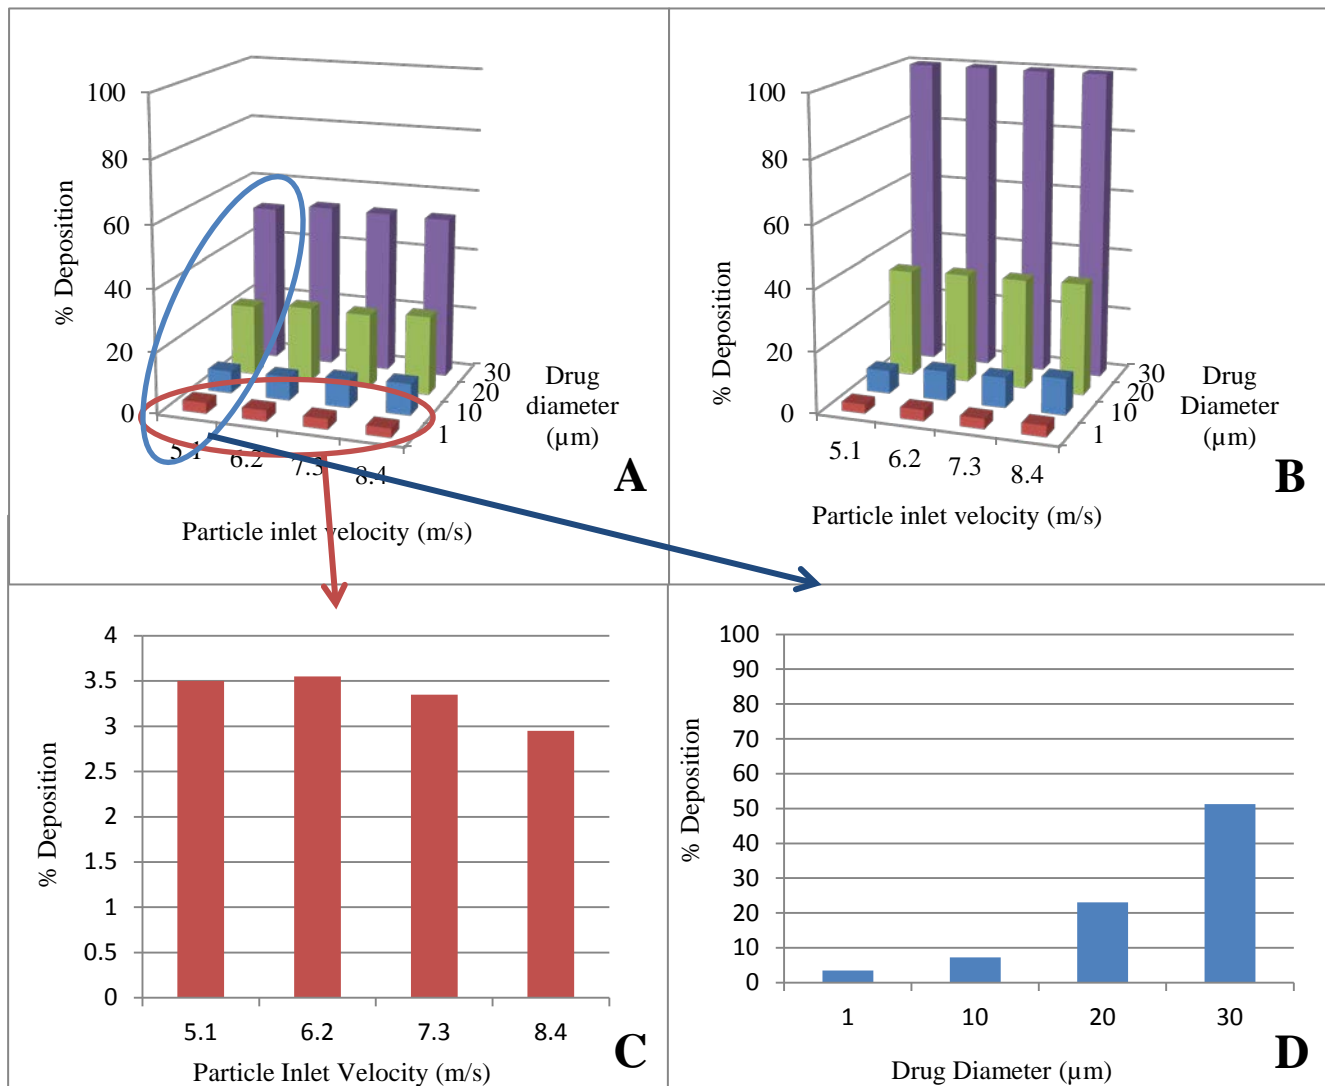 100
80
60
40
20
0
% Deposition
5.1
6.2
7.3
8.4
30
20
10
1
Drug
diameter
(µm)
Particle inlet velocity (m/s)
A
100
80
60
40
20
0
% Deposition
5.1
6.2
7.3
8.4
30
20
10
1
Drug
Diameter
(µm)
Particle inlet velocity (m/s)
B
4
3.5
3
2.5
2
1.5
1
0.5
0
% Deposition
5.1 6.2 7.3 8.4
Particle Inlet Velocity (m/s)
C
100
90
80
70
60
50
40
30
20
10
0
% Deposition
1 10 20 30
Drug Diameter (µm)
D